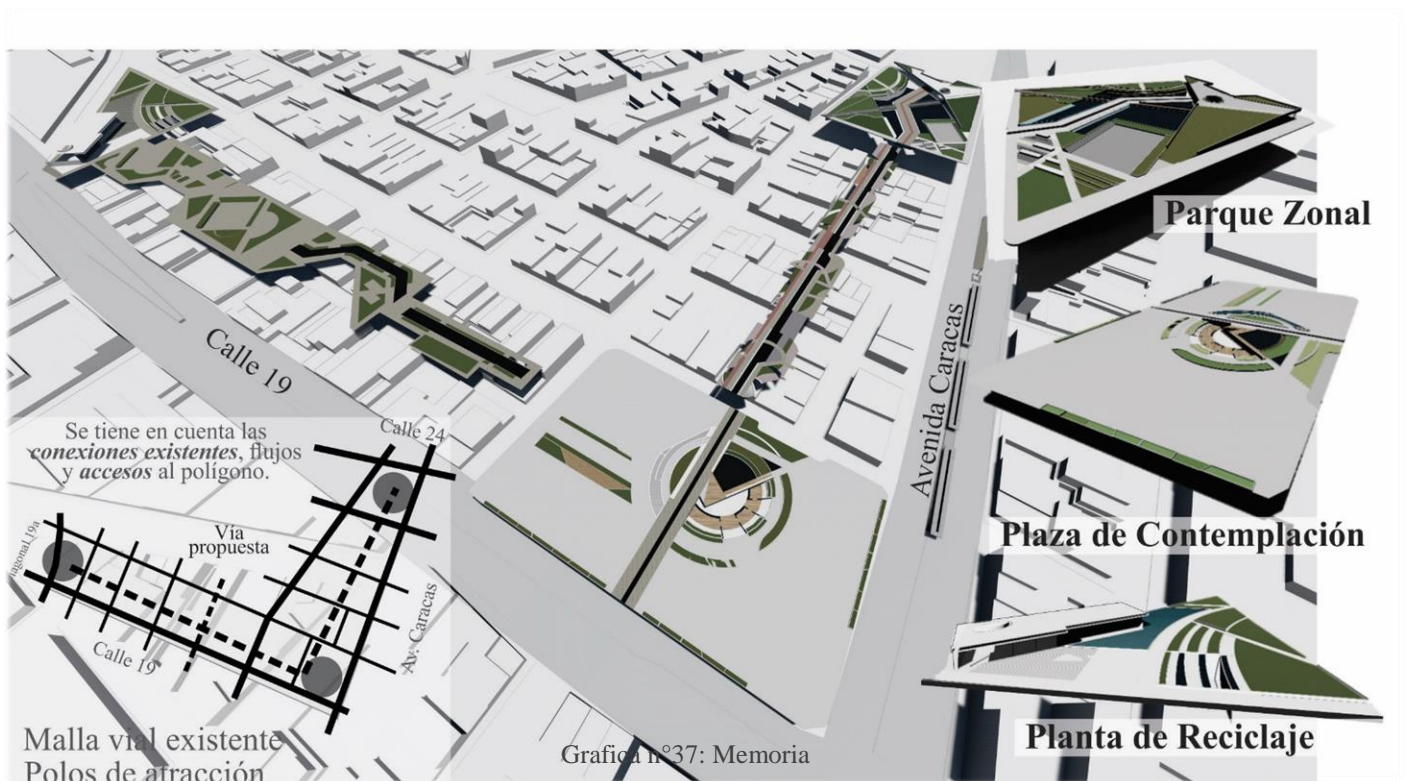 Parque Zonal
Calle 19
Avenida Caracas
Se tiene en cuenta las
conexiones existentes, flujos
y accesos al polígono.
Calle 24
Vía
propuesta
19a
Av. Caracas
Calle 19
Plaza de Contemplación
Planta de Reciclaje
Malla vial existente
Polos de atracción
Grafica n°37: Memoria